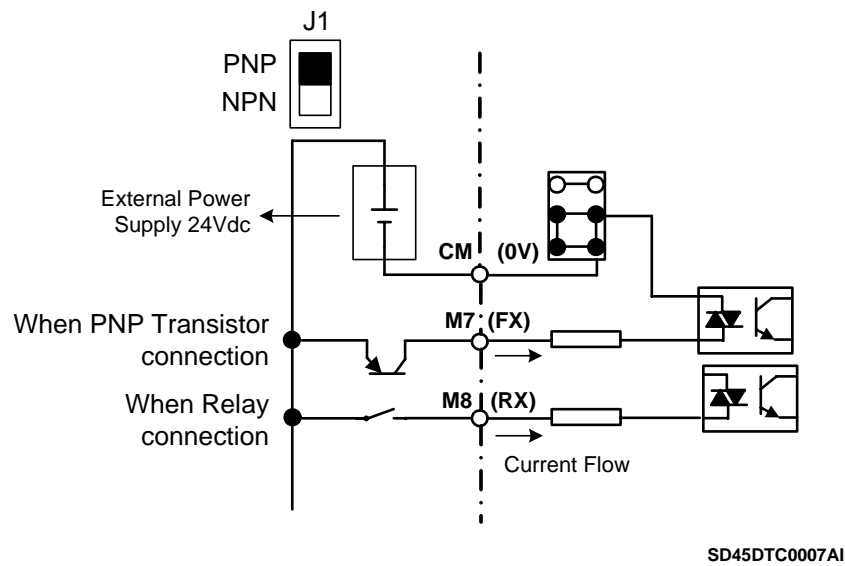 J1
PNP
NPN
External Power
Supply 24Vdc
CM (0V)
When PNP Transistor
connection
M7 (FX)
When Relay
connection
M8 (RX)
Current Flow
SD45DTC0007AI